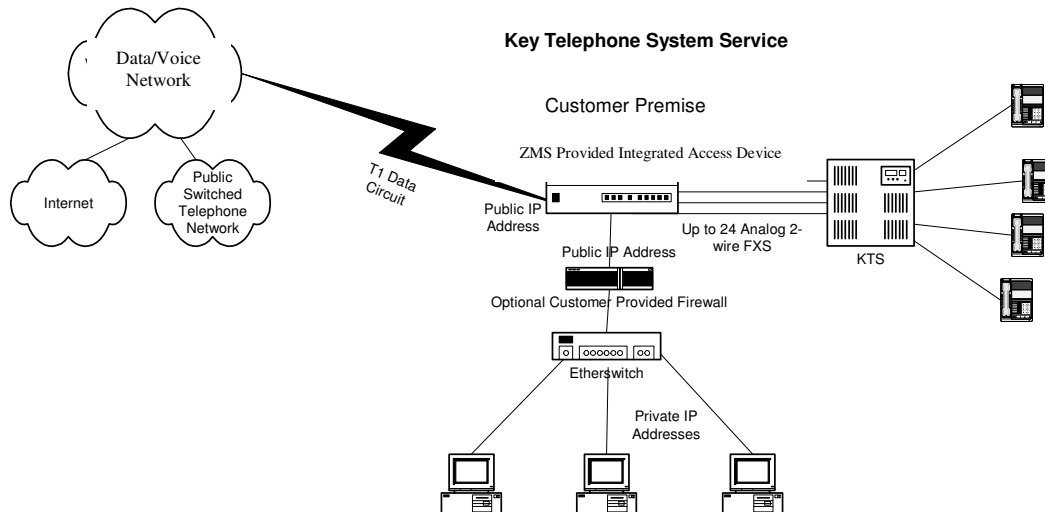 Key Telephone System Service
Data/Voice
Network
Customer Premise
ZMS Provided Integrated Access Device
T1 Data
Circuit
Internet
Public
Switched
Telephone
Network
Public IP
Address
Up to 24 Analog 2-
wire FXS
KTS
Public IP Address
Optional Customer Provided Firewall
Etherswitch
Private IP
Addresses